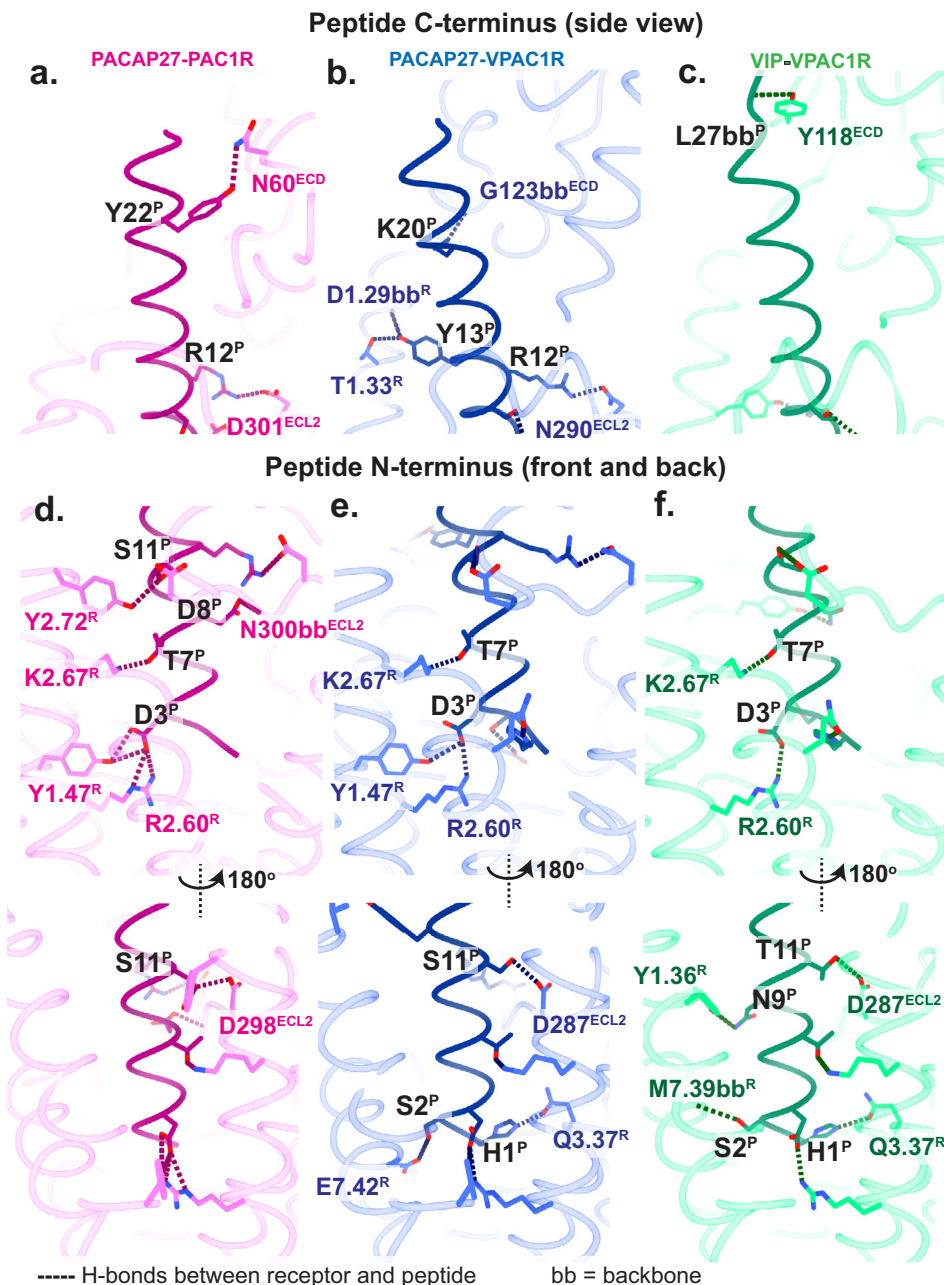 Peptide C-terminus (side view)
a.
PACAP27-PAC1R
b.
PACAP27-VPAC1R
c.
VIP-VPAC1R
N60ECD
Y22P
R12P
D301ECL2
G123bbECD
K20P
D1.29bbR
Y13P
R12P
T1.33R
N290ECL2
L27bbP
Y118ECD
Peptide N-terminus (front and back)
d.
e.
f.
S11P
Y2.72R
D8P
N300bbECL2
T7P
K2.67R
D3P
Y1.47R
R2.60R
180o
T7P
K2.67R
D3P
Y1.47R
R2.60R
180o
T7P
K2.67R
D3P
R2.60R
180o
S11P
D298ECL2
S11P
D287ECL2
S2P
H1P
Q3.37R
E7.42R
T11P
Y1.36R
N9P
D287ECL2
M7.39bbR
S2P
H1P
Q3.37R
----- H-bonds between receptor and peptide bb = backbone